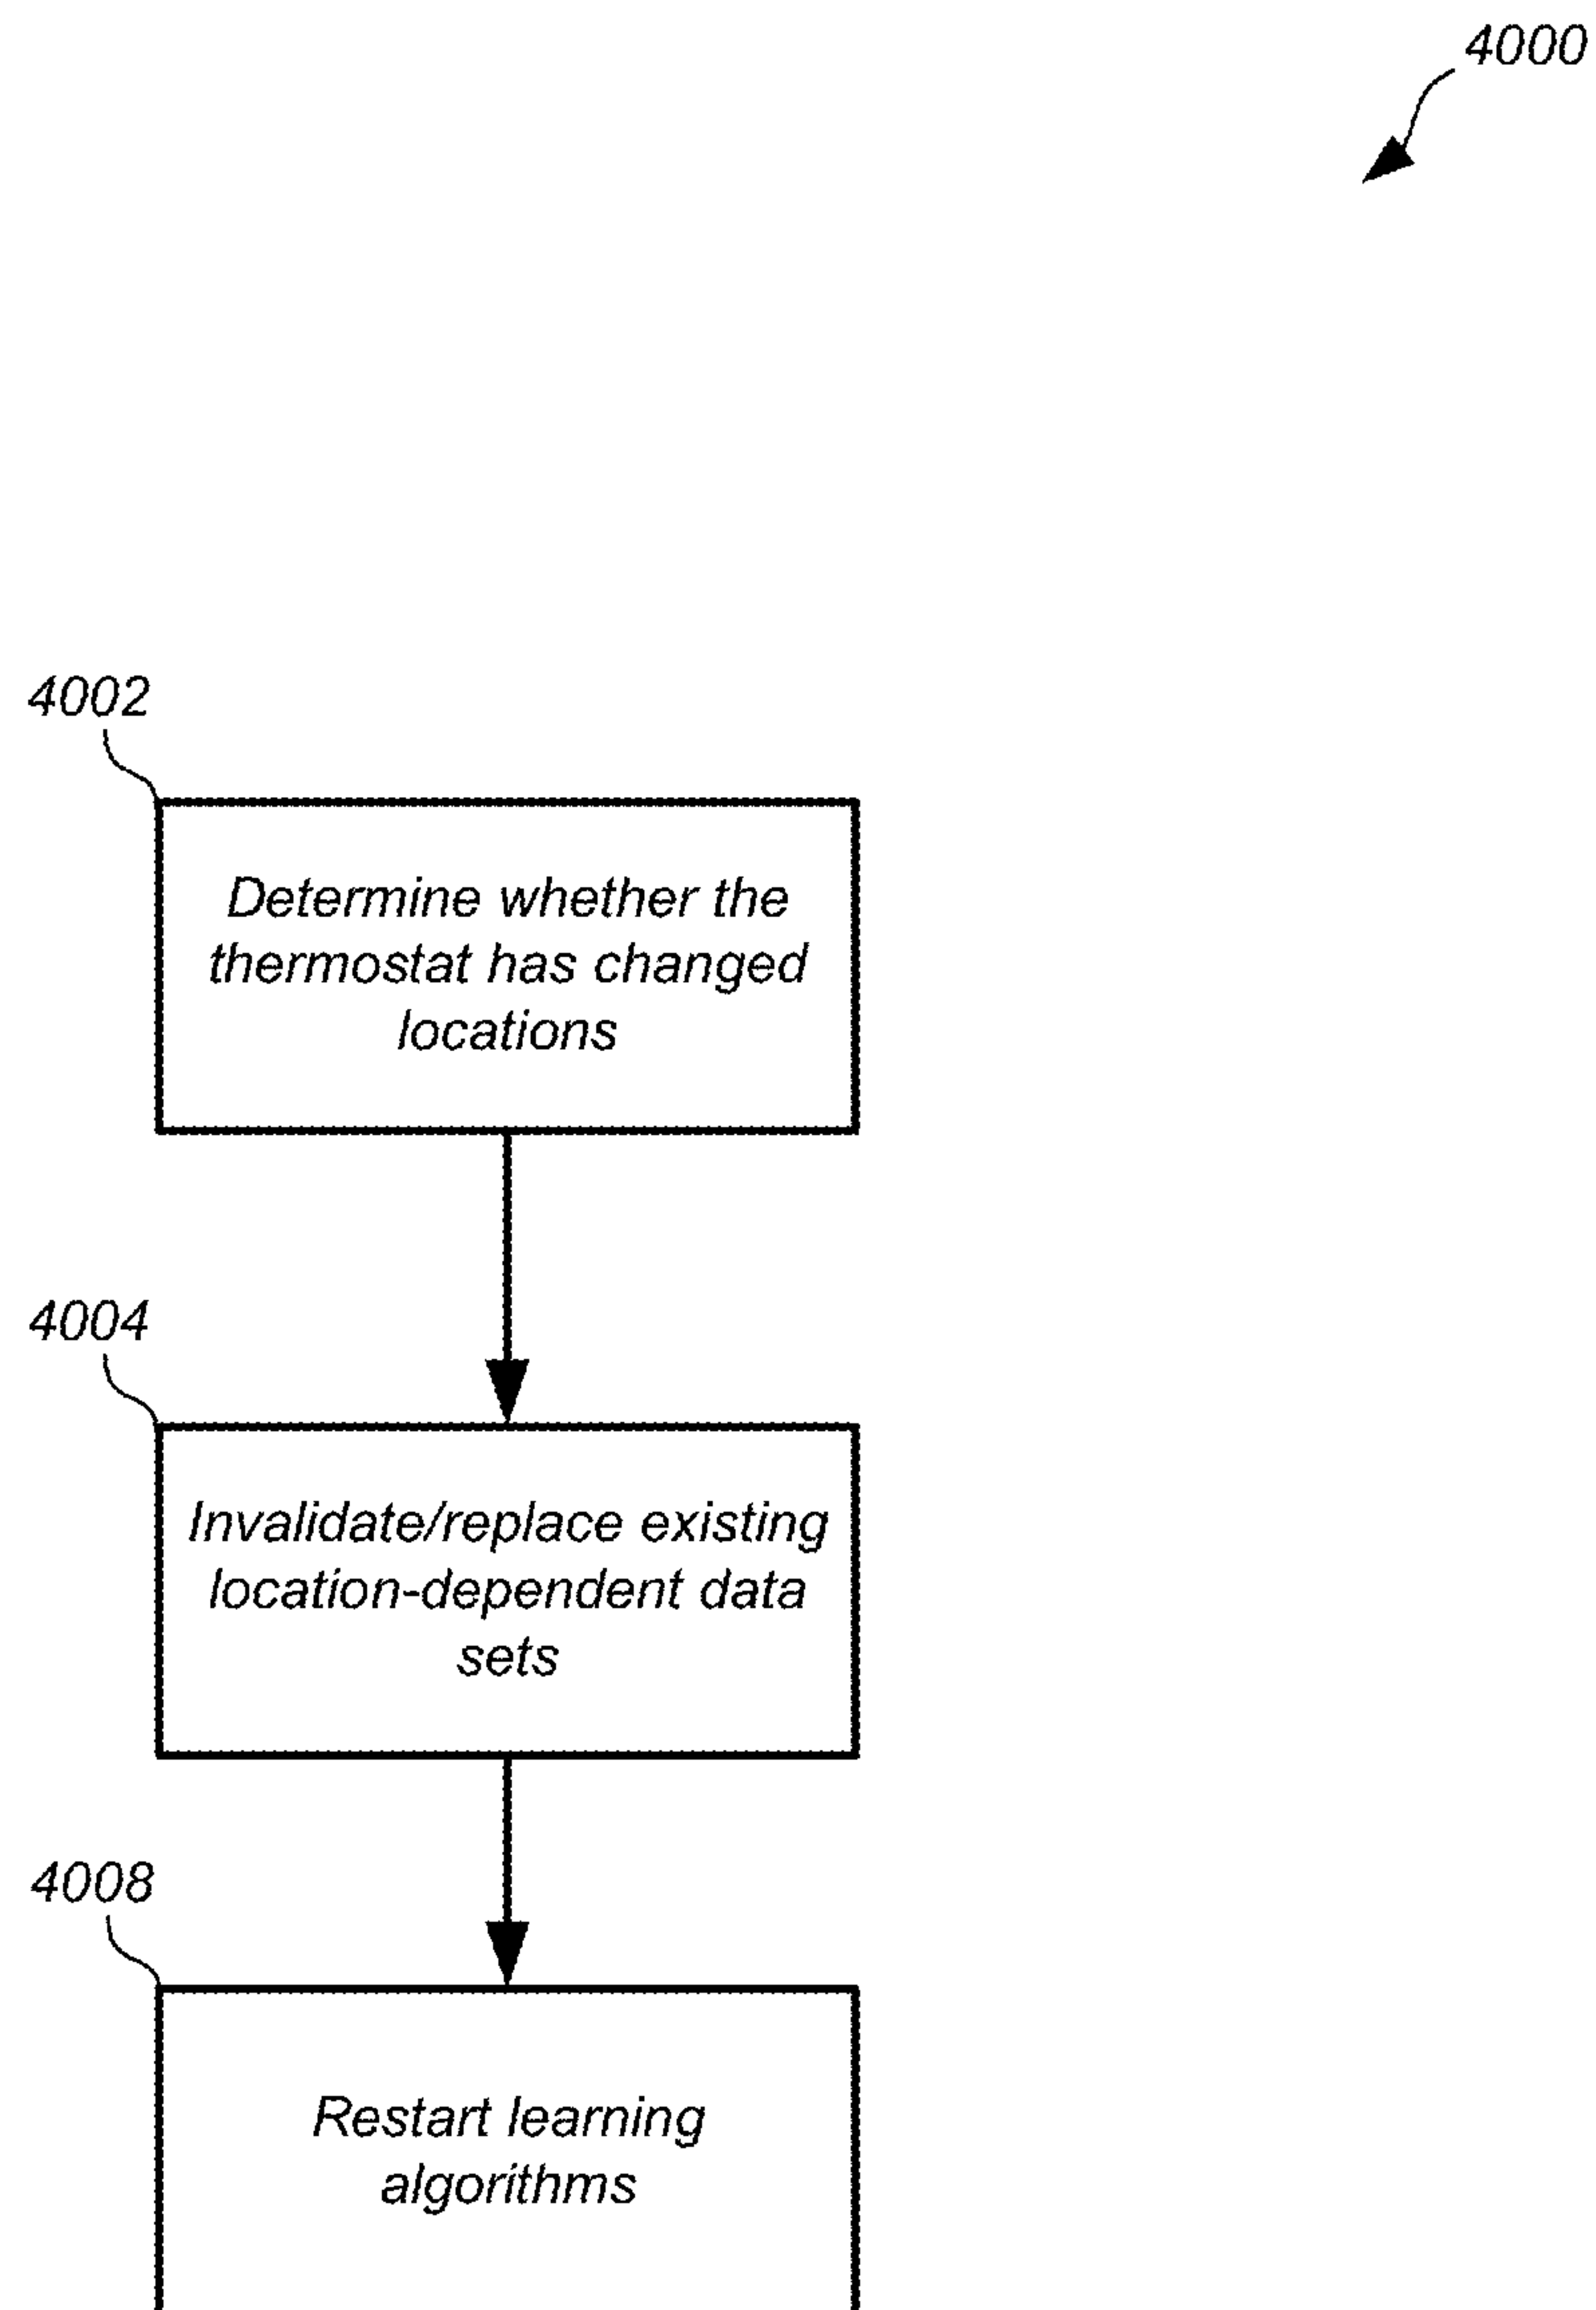 4000
4002
Determine whether the
thermostat has changed
locations
4004
Invalidate/replace existing
location-dependent data
sets
4008
Restart learning
algorithms